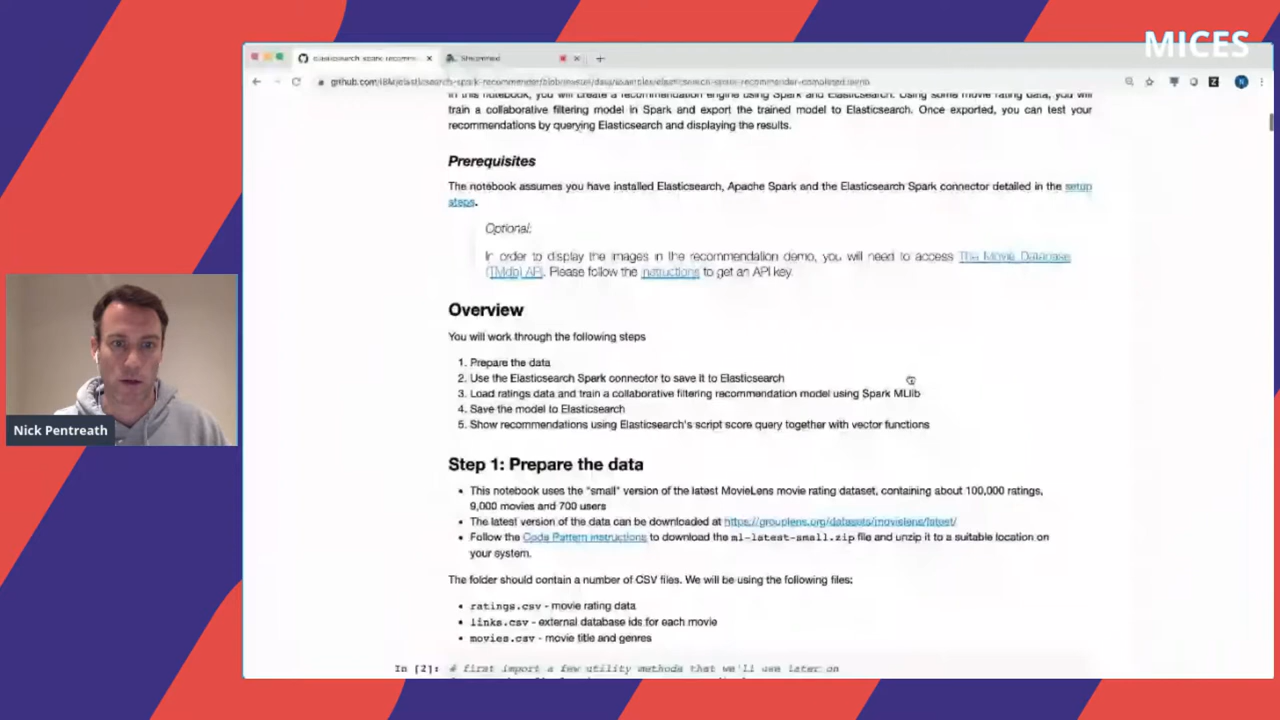 MICES
github.com/IBM/elasticsearch-spark-recommender/blob/master/data/examples/elasticsearch-spark-recommender-completed.ipynb
In this notebook, you will create a recommendation engine using Spark and Elasticsearch. Using some movie rating data, you will
train a collaborative filtering model in Spark and export the trained model to Elasticsearch. Once exported, you can test your
recommendations by querying Elasticsearch and displaying the results.
Prerequisites
The notebook assumes you have installed Elasticsearch, Apache Spark and the Elasticsearch Spark connector detailed in the setup
steps.
Optional:
In order to display the images in the recommendation demo, you will need to access The Movie Database
(TMdb) API. Please follow the instructions to get an API key.
Overview
You will work through the following steps
1. Prepare the data
2. Use the Elasticsearch Spark connector to save it to Elasticsearch
3. Load ratings data and train a collaborative filtering recommendation model using Spark MLlib
4. Save the model to Elasticsearch
5. Show recommendations using Elasticsearch's script score query together with vector functions
Nick Pentreath
Step 1: Prepare the data
• This notebook uses the "small" version of the latest MovieLens movie rating dataset, containing about 100,000 ratings,
9,000 movies and 700 users
• The latest version of the data can be downloaded at https://grouplens.org/datasets/movielens/latest/
• Follow the Code Pattern instructions to download the ml-latest-small.zip file and unzip it to a suitable location on
your system.
The folder should contain a number of CSV files. We will be using the following files:
• ratings.csv - movie rating data
• links.csv - external database ids for each movie
• movies.csv - movie title and genres
In [2]: # first import a few utility methods that we'll use later on